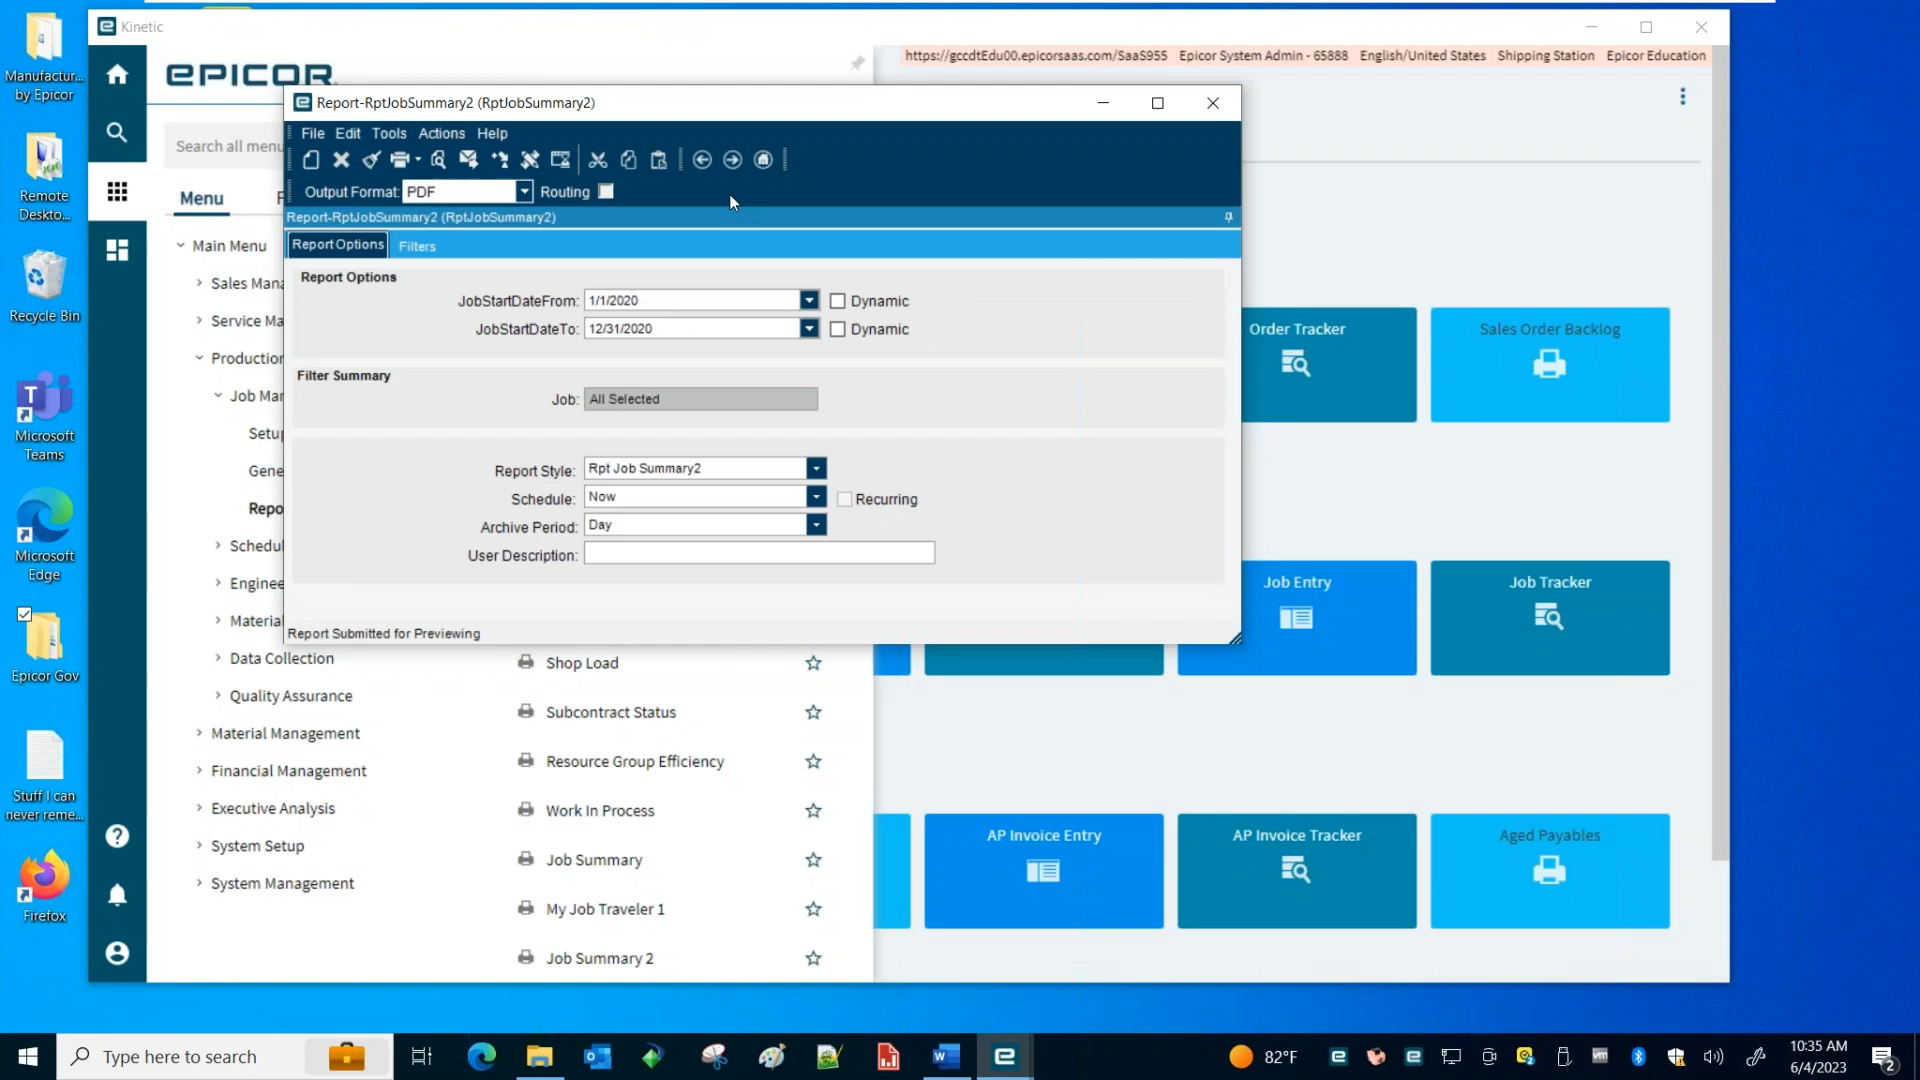 Manufactur...
by Epicor
Remote
Deskto...
Recycle Bin
Microsoft
Teams
Microsoft
Edge
Epicor Gov
Stuff I can
never reme...
Firefox
Kinetic
EPICOR
https://gccdtEdu00.epicorsaas.com/SaaS955 Epicor System Admin - 65888 English/United States Shipping Station Epicor Education
Search all menu
Menu
Main Menu
Sales Mana
Service Ma
Production
Job Mar
Setup
Gene
Repo
Schedul
Enginee
Material
Data Collection
Quality Assurance
Material Management
Financial Management
Executive Analysis
System Setup
System Management
Report-RptJobSummary2 (RptJobSummary2)
File Edit Tools Actions Help
Output Format: PDF Routing
Report-RptJobSummary2 (RptJobSummary2)
Report Options Filters
Report Options
JobStartDateFrom: 1/1/2020 Dynamic
JobStartDateTo: 12/31/2020 Dynamic
Filter Summary
Job: All Selected
Report Style: Rpt Job Summary2
Schedule: Now Recurring
Archive Period: Day
User Description:
Report Submitted for Previewing
Shop Load
Subcontract Status
Resource Group Efficiency
Work In Process
Job Summary
My Job Traveler 1
Job Summary 2
Order Tracker
Sales Order Backlog
Job Entry
Job Tracker
AP Invoice Entry
AP Invoice Tracker
Aged Payables
Type here to search
82°F
10:35 AM
6/4/2023
2